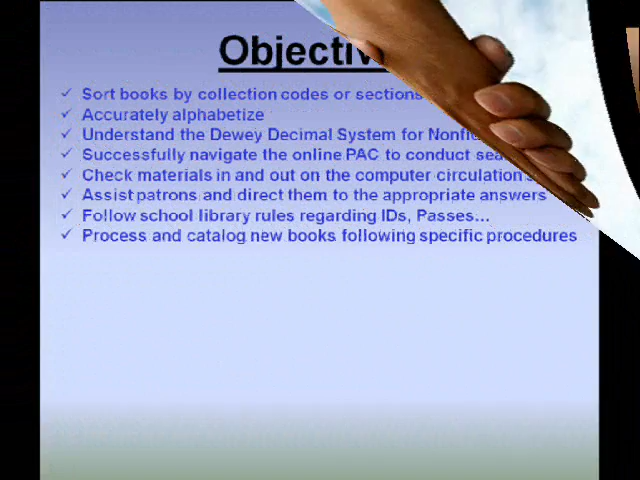 Objectiv
Sort books by collection codes or sections
Accurately alphabetize
Understand the Dewey Decimal System for Nonfic
Successfully navigate the online PAC to conduct sea
Check materials in and out on the computer circulation s
Assist patrons and direct them to the appropriate answers
Follow school library rules regarding IDs, Passes...
Process and catalog new books following specific procedures